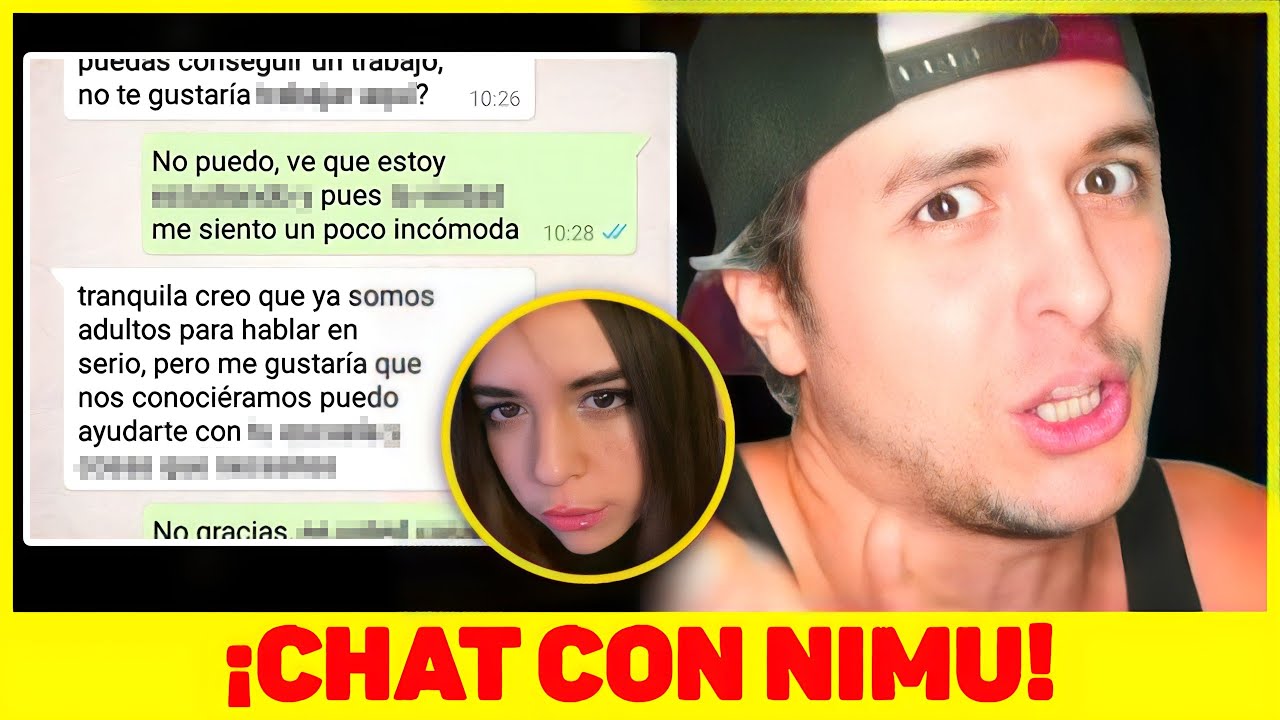 puedas conseguir un trabajo,
no te gustaría ?
10:26
No puedo, ve que estoy
pues
me siento un poco incómoda
10:28
tranquila creo que ya somos
adultos para hablar en
serio, pero me gustaría que
nos conociéramos puedo
ayudarte con
No gracias,
¡CHAT CON NIMU!